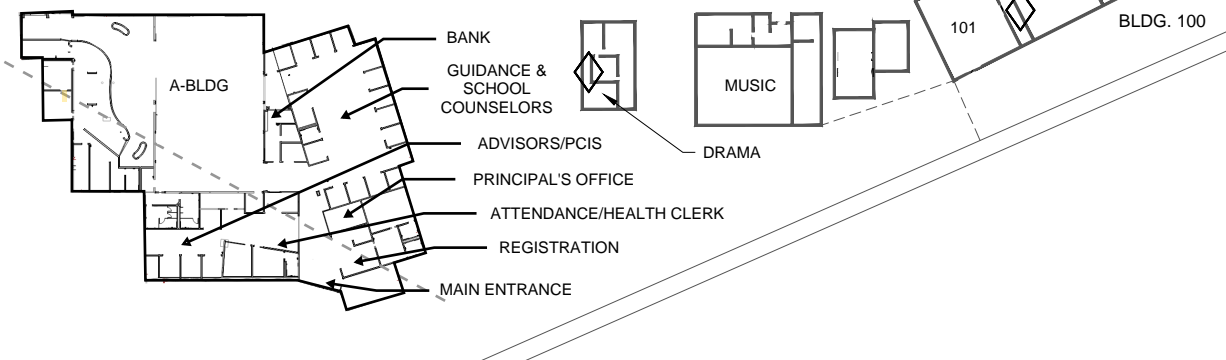 BANK
GUIDANCE &
SCHOOL
COUNSELORS
A-BLDG
ADVISORS/PCIS
PRINCIPAL'S OFFICE
ATTENDANCE/HEALTH CLERK
REGISTRATION
MAIN ENTRANCE
DRAMA
MUSIC
101
BLDG. 100